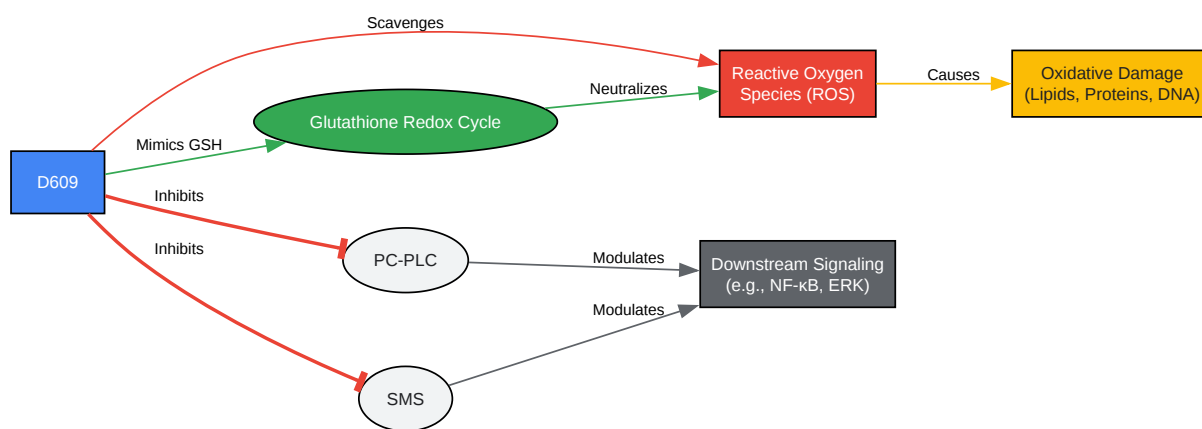 Scavenges
Reactive Oxygen
Species (ROS)
Causes
Oxidative Damage
(Lipids, Proteins, DNA)
Neutralizes
Glutathione Redox Cycle
Mimics GSH
D609
Inhibits
Inhibits
PC-PLC
Modulates
Downstream Signaling
(e.g., NF-κB, ERK)
Modulates
SMS